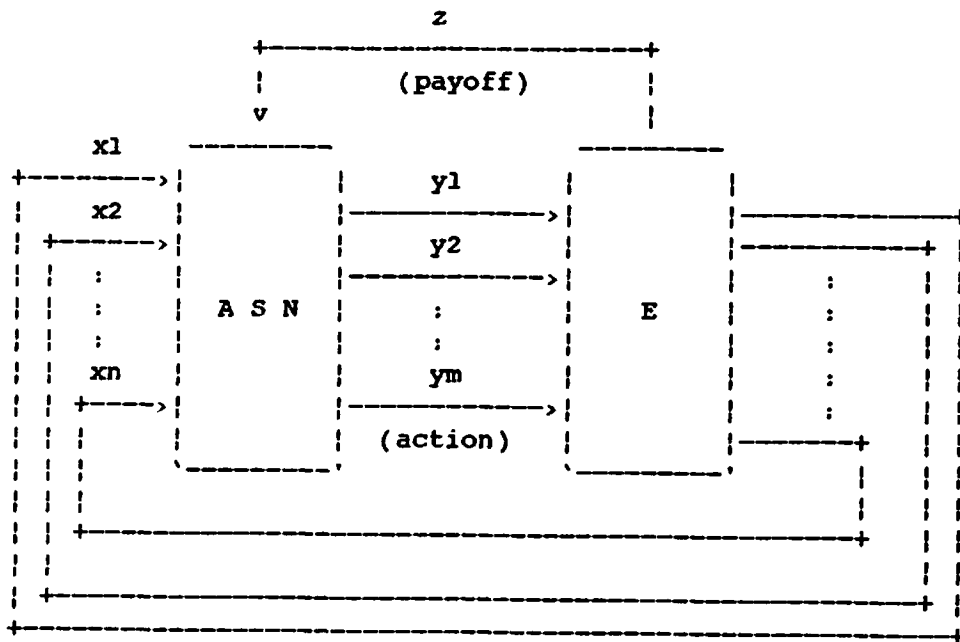 z
(payoff)
v
x1
y1
x2
y2
A S N
E
xn
ym
(action)